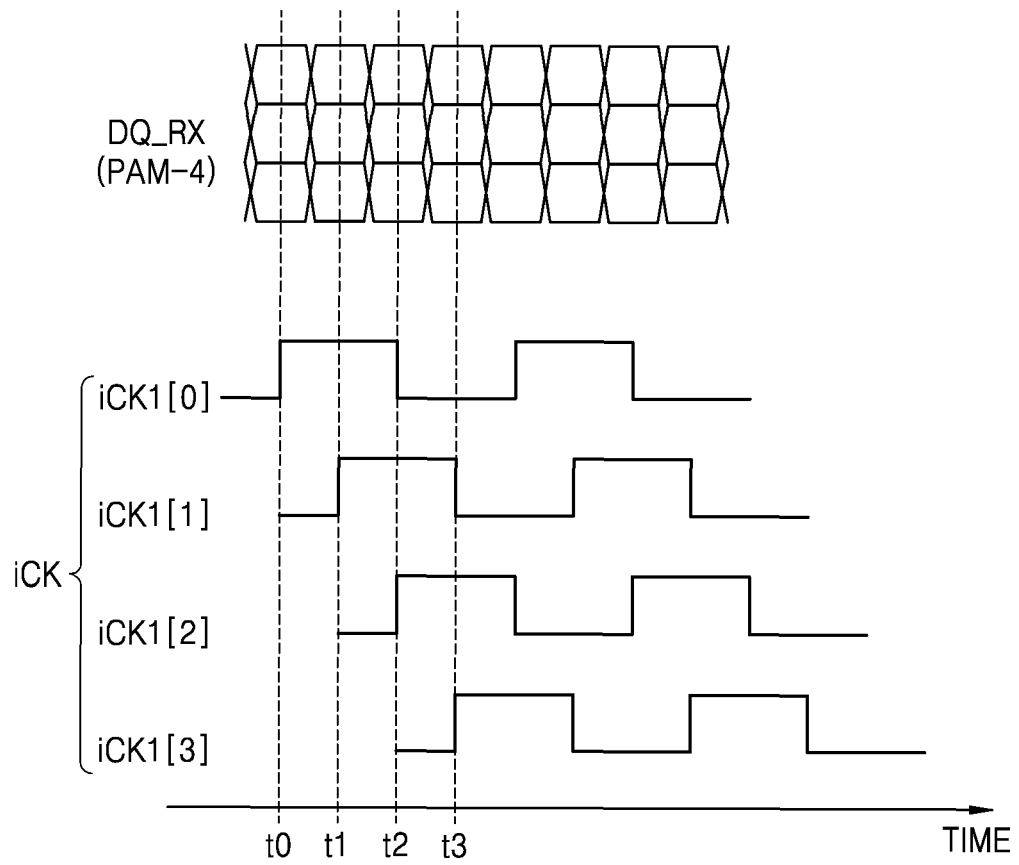 DQ_RX
(PAM-4)
iCK
iCK1[0]
iCK1[1]
iCK1[2]
iCK1[3]
t0 t1 t2 t3
TIME